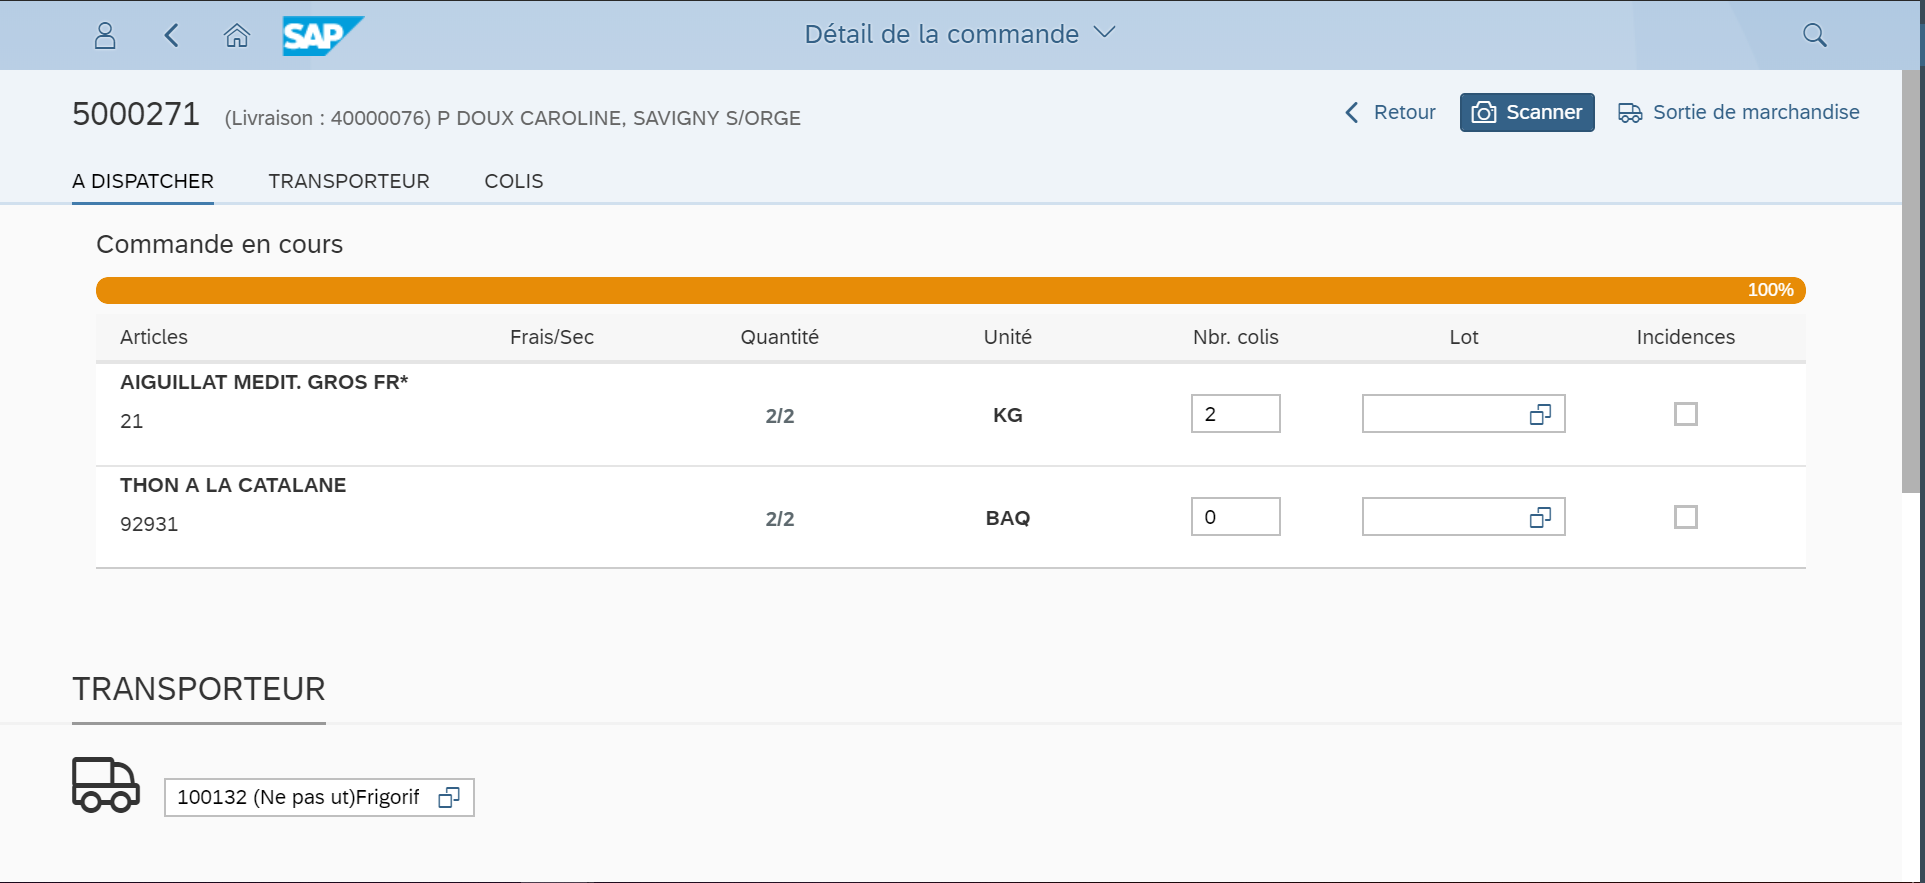 SAP
Détail de la commande
5000271 (Livraison : 40000076) P DOUX CAROLINE, SAVIGNY S/ORGE
Retour Scanner Sortie de marchandise
A DISPATCHER TRANSPORTEUR COLIS
Commande en cours
100%
Articles Frais/Sec Quantité Unité Nbr. colis Lot Incidences
AIGUILLAT MEDIT. GROS FR*
21 2/2 KG 2
THON A LA CATALANE
92931 2/2 BAQ 0
TRANSPORTEUR
100132 (Ne pas ut)Frigorif